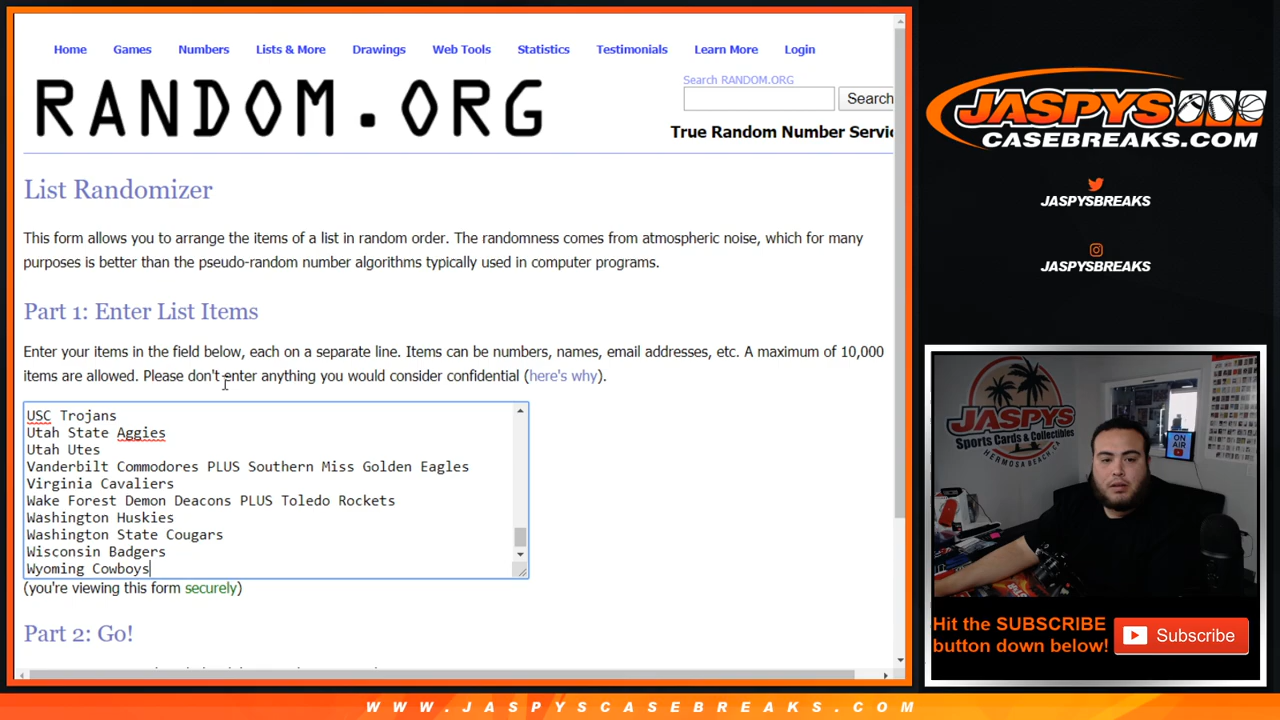 Home Games Numbers Lists & More Drawings Web Tools Statistics Testimonials Learn More Login
RANDOM.ORG
Search RANDOM.ORG
Search
True Random Number Servic
List Randomizer
This form allows you to arrange the items of a list in random order. The randomness comes from atmospheric noise, which for many
purposes is better than the pseudo-random number algorithms typically used in computer programs.
Part 1: Enter List Items
Enter your items in the field below, each on a separate line. Items can be numbers, names, email addresses, etc. A maximum of 10,000
items are allowed. Please don't enter anything you would consider confidential (here's why).
USC Trojans
Utah State Aggies
Utah Utes
Vanderbilt Commodores PLUS Southern Miss Golden Eagles
Virginia Cavaliers
Wake Forest Demon Deacons PLUS Toledo Rockets
Washington Huskies
Washington State Cougars
Wisconsin Badgers
Wyoming Cowboys
(you're viewing this form securely)
Part 2: Go!
JASPYS
CASEBREAKS.COM
JASPYSBREAKS
JASPYSBREAKS
JASPYS
Sports Cards & Collectibles
HERMOSA BEACH, CA
ON
AIR
Hit the SUBSCRIBE
button down below!
Subscribe
WWW.JASPYSCASEBREAKS.COM